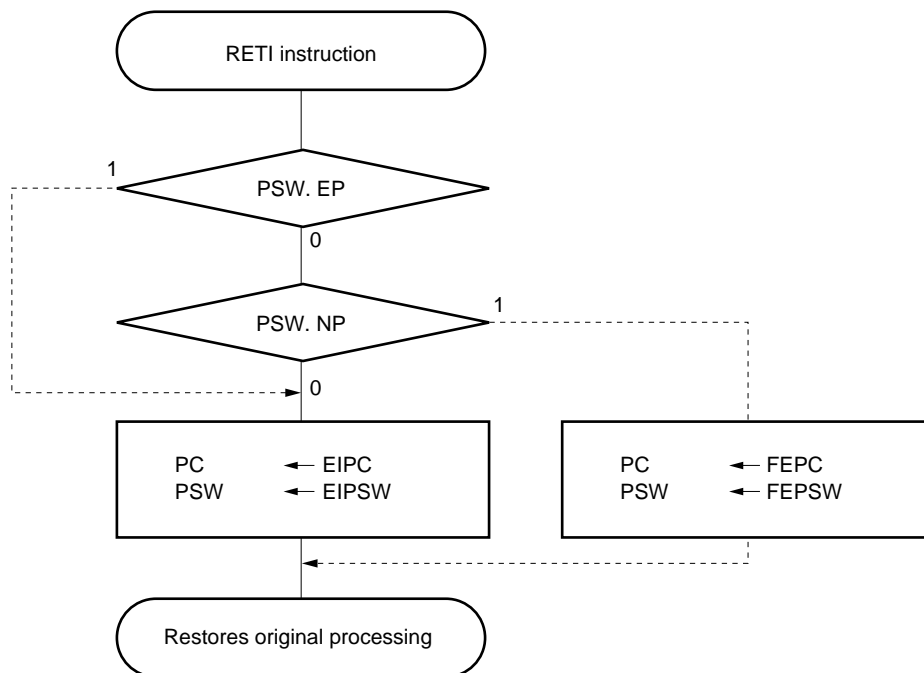 RETI instruction
1
PSW. EP
0
PSW. NP
1
0
PC ← EIPC
PSW ← EIPSW
PC ← FEPC
PSW ← FEPSW
Restores original processing